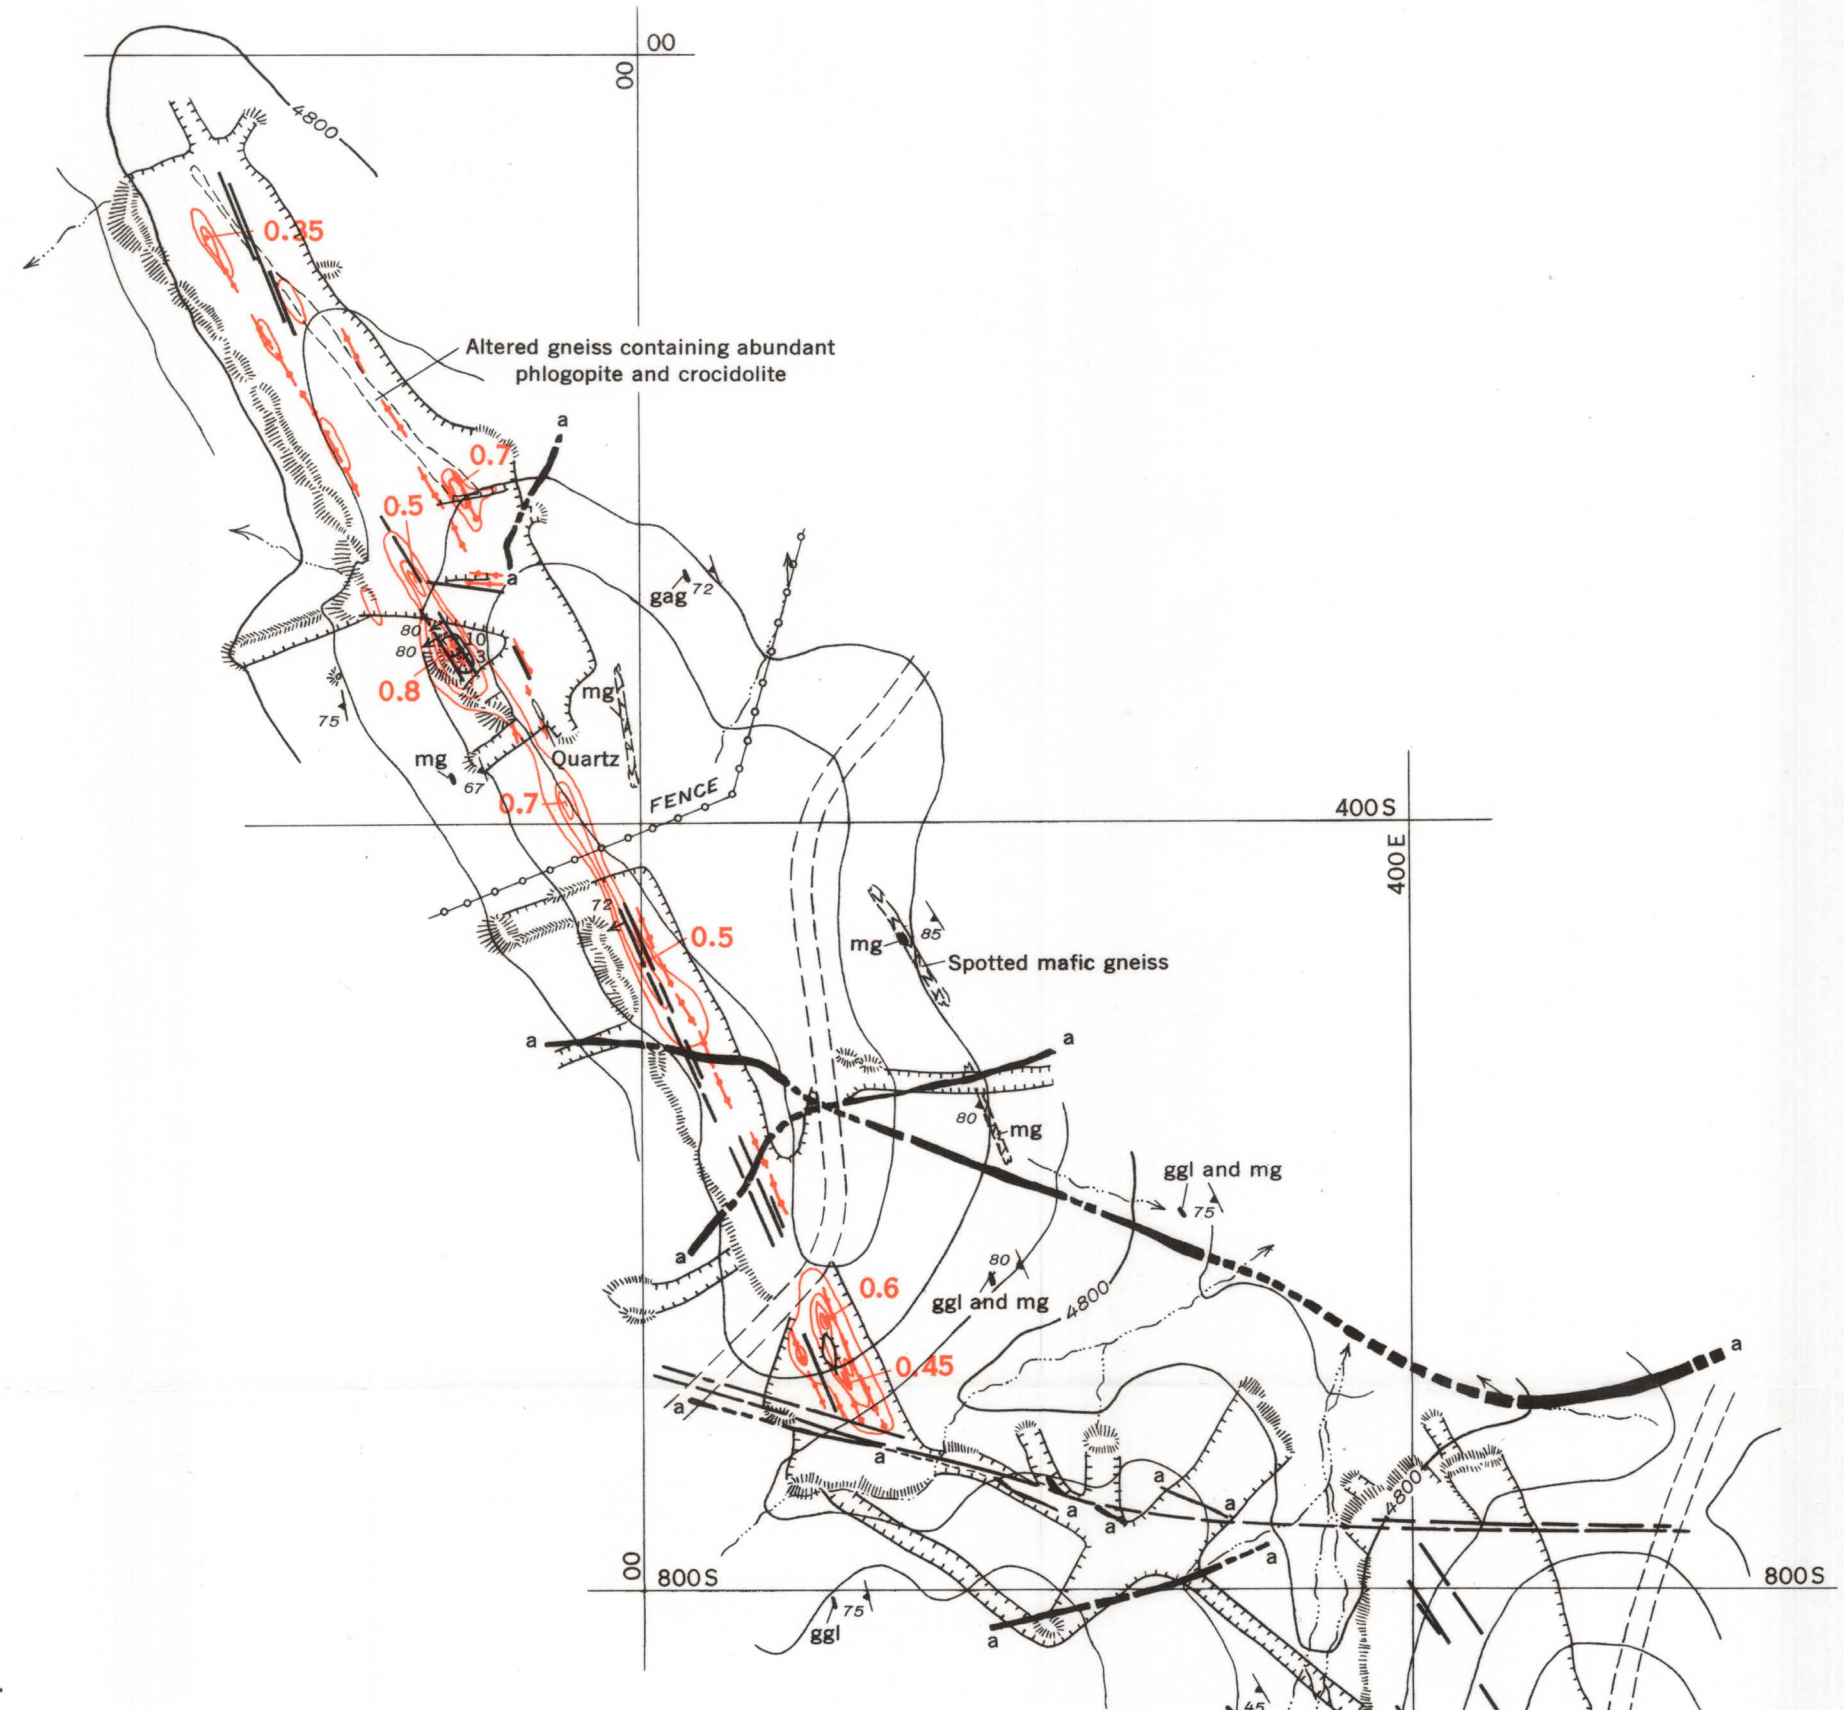 00
00
4800
0.35
Altered gneiss containing abundant
phlogopite and crocidolite
a
0.7
0.5
a
gag
72
80
10
80
3
0.8
mg
75
mg
67
Quartz
0.7
FENCE
400 S
400 E
72
0.5
mg
85
Spotted mafic gneiss
a
a
80
mg
ggl and mg
75
a
80
ggl and mg
4800
0.6
0.45
a
a
a
a
a
a
a
4800
a
00
800 S
800 S
75
ggl
a
45